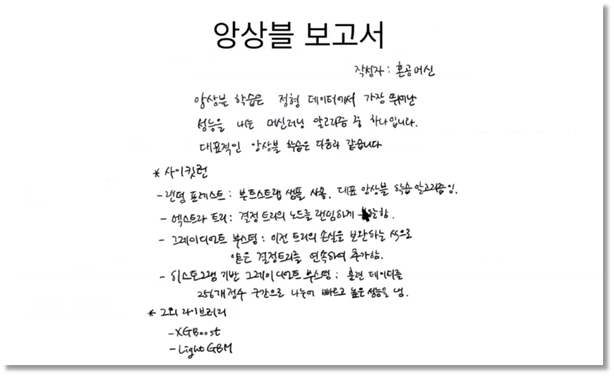 앙상블 보고서
작성자 : 혼공머신
앙상블 학습은 정형 데이터에서 가장 뛰어난
성능을 내는 머신러닝 알고리즘 중 하나입니다.
대표적인 앙상블 학습은 다음과 같습니다
* 사이킷런
- 랜덤 포레스트 : 부트스트랩 샘플 사용. 대표 앙상블 학습 알고리즘임.
- 엑스트라 트리 : 결정 트리의 노드를 랜덤하게 분할함.
- 그레이디언트 부스팅 : 이전 트리의 손실을 보완하는 식으로
얕은 결정트리를 연속하여 추가함.
- 히스토그램 기반 그레이디언트 부스팅 : 훈련 데이터를
256개 정수 구간으로 나누어 빠르고 높은 성능을 냄.
* 그외 라이브러리
- XGBoost
- LightGBM